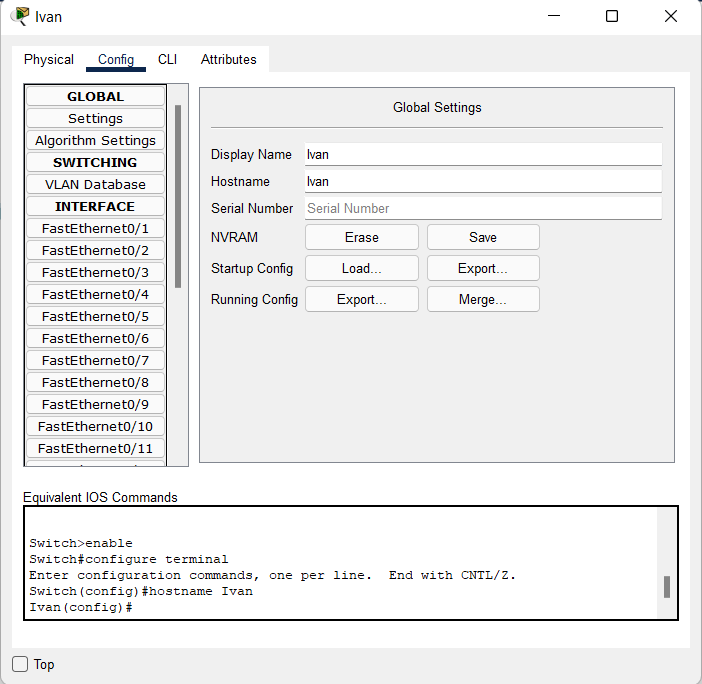 Ivan
Physical Config CLI Attributes
GLOBAL
Settings
Algorithm Settings
SWITCHING
VLAN Database
INTERFACE
FastEthernet0/1
FastEthernet0/2
FastEthernet0/3
FastEthernet0/4
FastEthernet0/5
FastEthernet0/6
FastEthernet0/7
FastEthernet0/8
FastEthernet0/9
FastEthernet0/10
FastEthernet0/11
Global Settings
Display Name Ivan
Hostname Ivan
Serial Number Serial Number
NVRAM Erase Save
Startup Config Load... Export...
Running Config Export... Merge...
Equivalent IOS Commands
Switch>enable
Switch#configure terminal
Enter configuration commands, one per line.  End with CNTL/Z.
Switch(config)#hostname Ivan
Ivan(config)#
Top